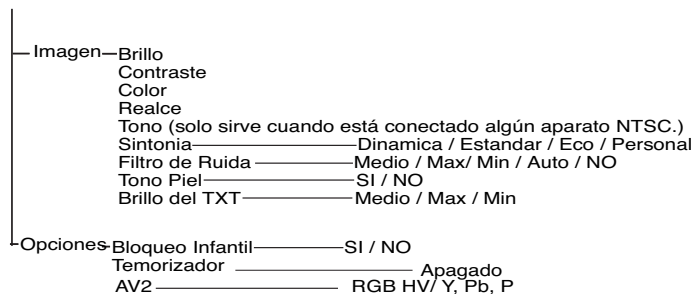 Imagen Brillo
Contraste
Color
Realce
Tono (solo sirve cuando está conectado algún aparato NTSC.)
Sintonia Dinamica / Estandar / Eco / Personal
Filtro de Ruida Medio / Max/ Min / Auto / NO
Tono Piel SI / NO
Brillo del TXT Medio / Max / Min
Opciones Bloqueo Infantil SI / NO
Temorizador Apagado
AV2 RGB HV/ Y, Pb, P